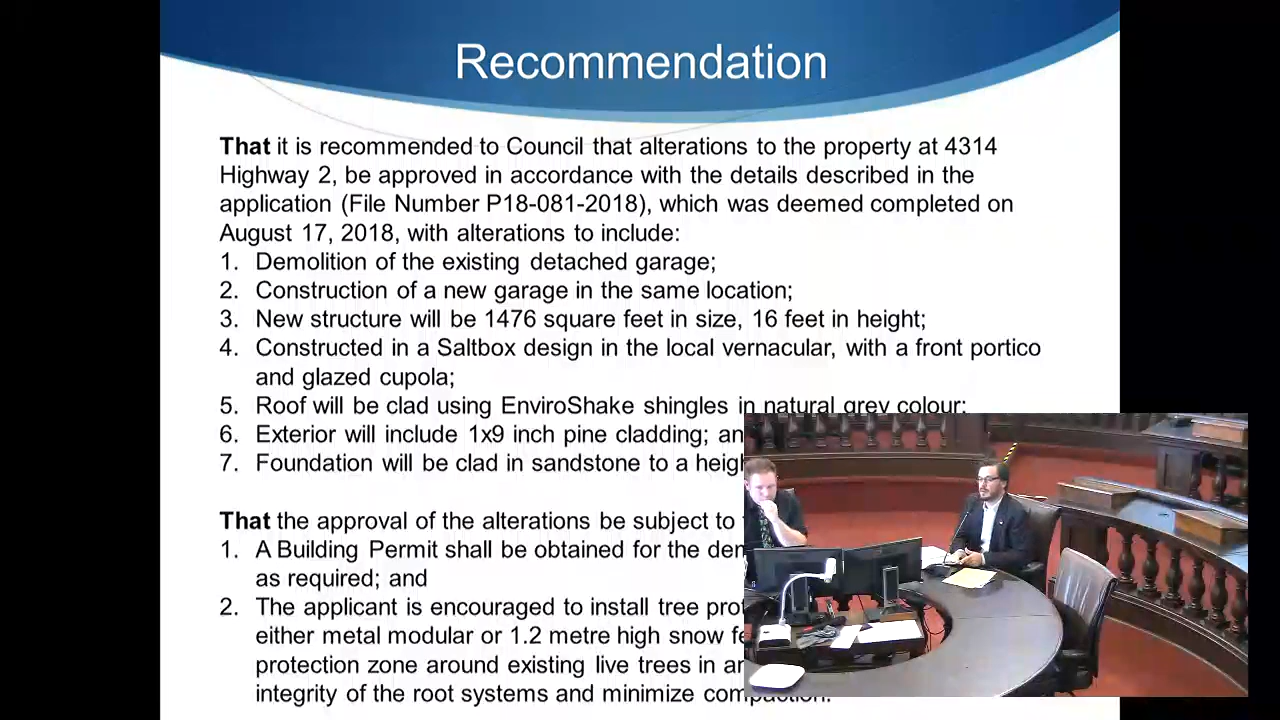 Recommendation
That it is recommended to Council that alterations to the property at 4314
Highway 2, be approved in accordance with the details described in the
application (File Number P18-081-2018), which was deemed completed on
August 17, 2018, with alterations to include:
1. Demolition of the existing detached garage;
2. Construction of a new garage in the same location;
3. New structure will be 1476 square feet in size, 16 feet in height;
4. Constructed in a Saltbox design in the local vernacular, with a front portico
and glazed cupola;
5. Roof will be clad using EnviroShake shingles in natural grey colour;
6. Exterior will include 1x9 inch pine cladding;
7. Foundation will be clad in sandstone to a
That the approval of the alterations be subject to
1. A Building Permit shall be obtained for the
as required; and
2. The applicant is encouraged to install tree
either metal modular or 1.2 metre high snow
protection zone around existing live trees in
integrity of the root systems and minimize compaction.